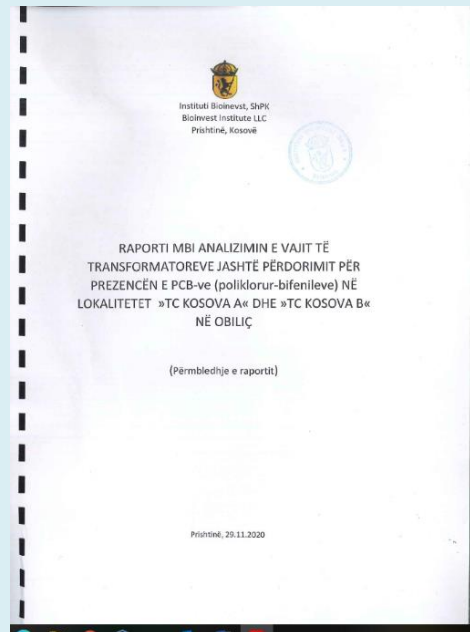 Instituti Bioinevst, ShPK
Bioinvest Institute LLC
Prishtinë, Kosovë
RAPORTI MBI ANALIZIMIN E VAJIT TË
TRANSFORMATOREVE JASHTË PËRDORIMIT PËR
PREZENCËN E PCB-ve (poliklorur-bifenileve) NË
LOKALITETET »TC KOSOVA A« DHE »TC KOSOVA B«
NË OBILIÇ
(Përmbledhje e raportit)
Prishtinë, 29.11.2020